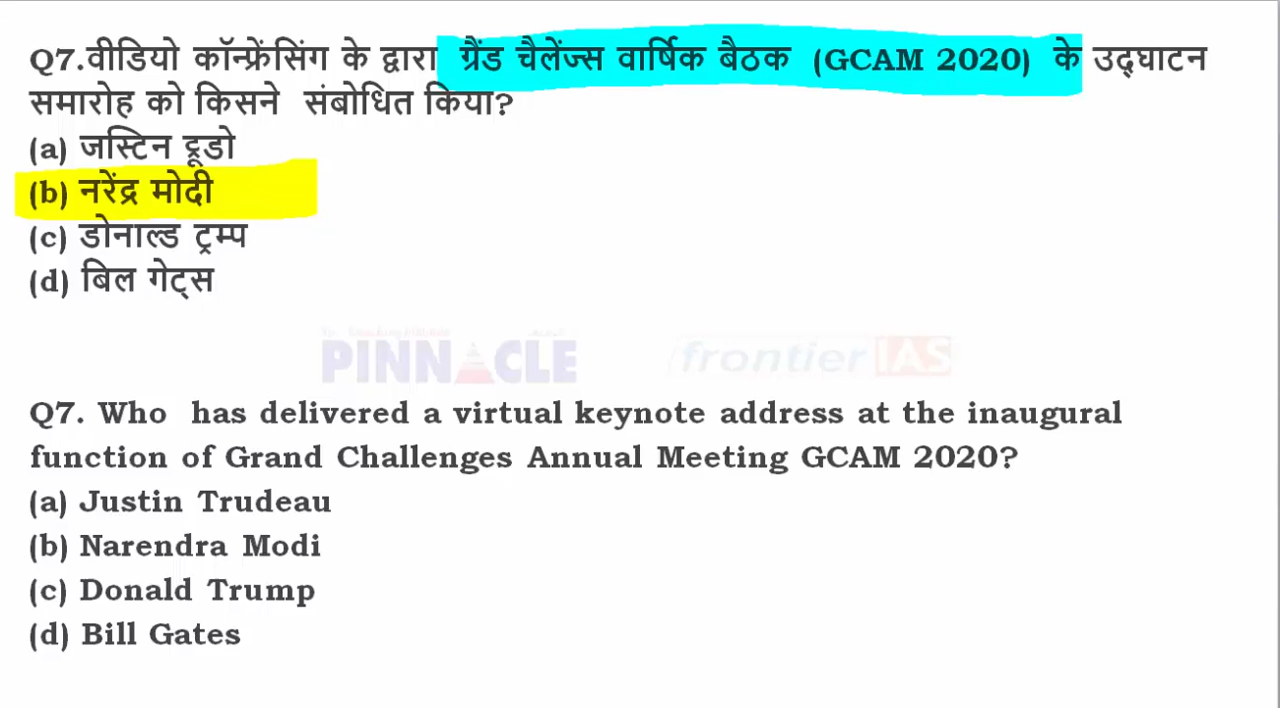 Q7.वीडियो कॉन्फ्रेंसिंग के द्वारा ग्रैंड चैलेंज्स वार्षिक बैठक (GCAM 2020) के उद्घाटन
समारोह को किसने संबोधित किया?
(a) जस्टिन ट्रूडो
(b) नरेंद्र मोदी
(c) डोनाल्ड ट्रम्प
(d) बिल गेट्स
PINNACLE frontier IAS
Q7. Who has delivered a virtual keynote address at the inaugural
function of Grand Challenges Annual Meeting GCAM 2020?
(a) Justin Trudeau
(b) Narendra Modi
(c) Donald Trump
(d) Bill Gates